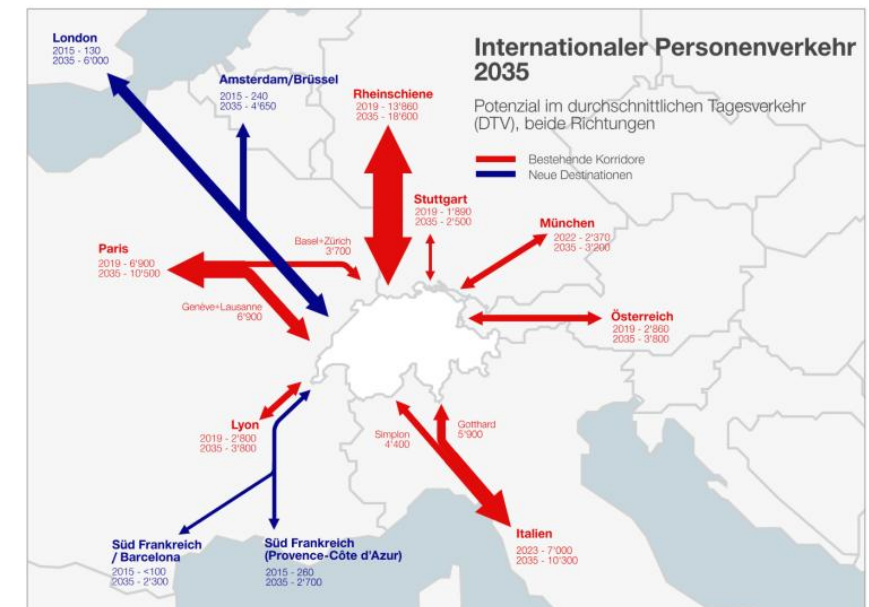 Internationaler Personenverkehr
2035
Potenzial im durchschnittlichen Tagesverkehr
(DTV), beide Richtungen
Bestehende Korridore
Neue Destinationen
London
2015 - 130
2035 - 6'000
Amsterdam/Brüssel
2015 - 240
2035 - 4'650
Rheinschiene
2019 - 13'860
2035 - 18'600
Stuttgart
2019 - 1'890
2035 - 2'500
München
2022 - 2'370
2035 - 3'200
Paris
2019 - 6'900
2035 - 10'500
Basel+Zürich
3'700
Genève+Lausanne
6'900
Österreich
2019 - 2'860
2035 - 3'800
Lyon
2019 - 2'800
2035 - 3'800
Simplon
4'400
Gotthard
5'900
Italien
2023 - 7'000
2035 - 10'300
Süd Frankreich
/ Barcelona
2015 - <100
2035 - 2'300
Süd Frankreich
(Provence-Côte d'Azur)
2015 - 260
2035 - 2'700